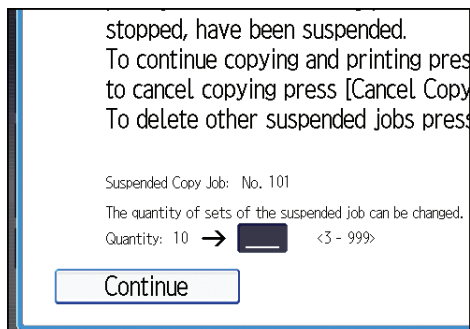 stopped, have been suspended.
To continue copying and printing pres
to cancel copying press [Cancel Copy
To delete other suspended jobs press
Suspended Copy Job: No. 101
The quantity of sets of the suspended job can be changed.
Quantity: 10 → ___ <3 - 999>
Continue